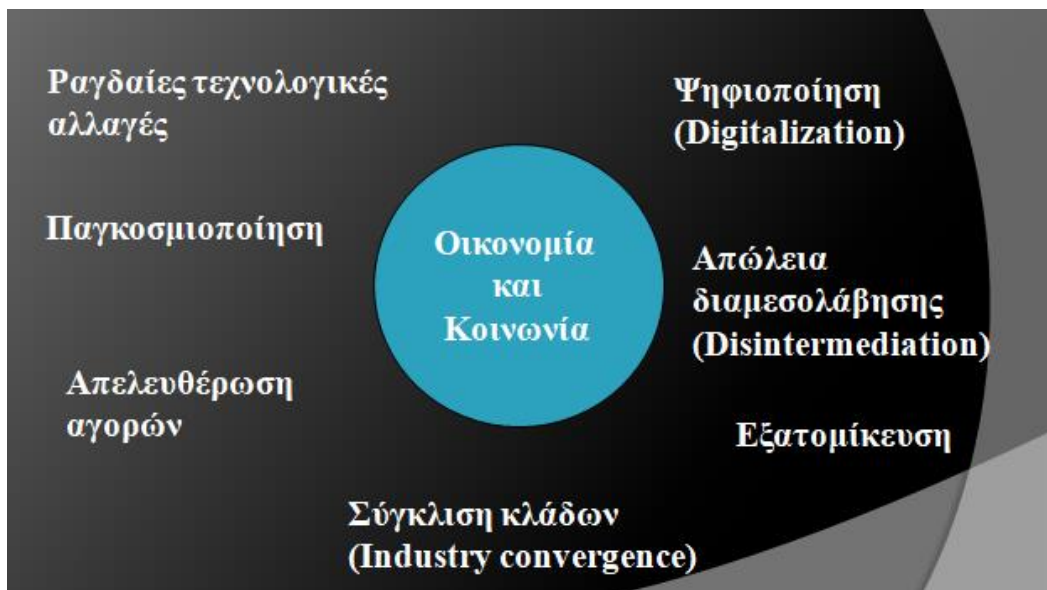 Ραγδαίες τεχνολογικές
αλλαγές
Ψηφιοποίηση
(Digitalization)
Παγκοσμιοποίηση
Οικονομία
και
Κοινωνία
Απώλεια
διαμεσολάβησης
(Disintermediation)
Απελευθέρωση
αγορών
Εξατομίκευση
Σύγκλιση κλάδων
(Industry convergence)